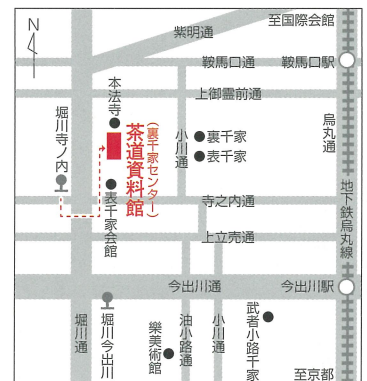 N
紫明通
至国際会館
鞍馬口通
鞍馬口駅
本法寺
上御霊前通
堀川寺ノ内
茶道資料館
(裏千家センター)
小川通
裏千家
表千家
烏丸通
地下鉄烏丸線
表千家会館
寺之内通
上立売通
今出川通
今出川駅
堀川通
堀川今出川
樂美術館
油小路通
小川通
武者小路千家
至京都